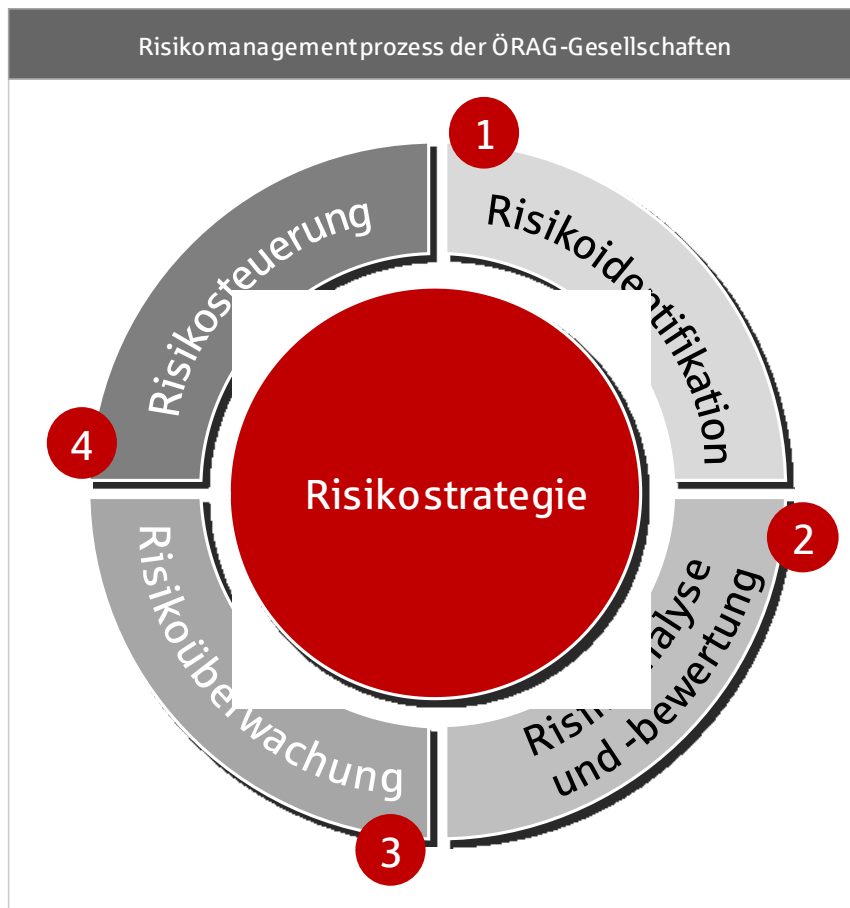 Risikomanagementprozess der ÖRAG-Gesellschaften
1
Risikoidentifikation
2
und -bewertung
3
Risikoüberwachung
4
Risikosteuerung
Risikostrategie